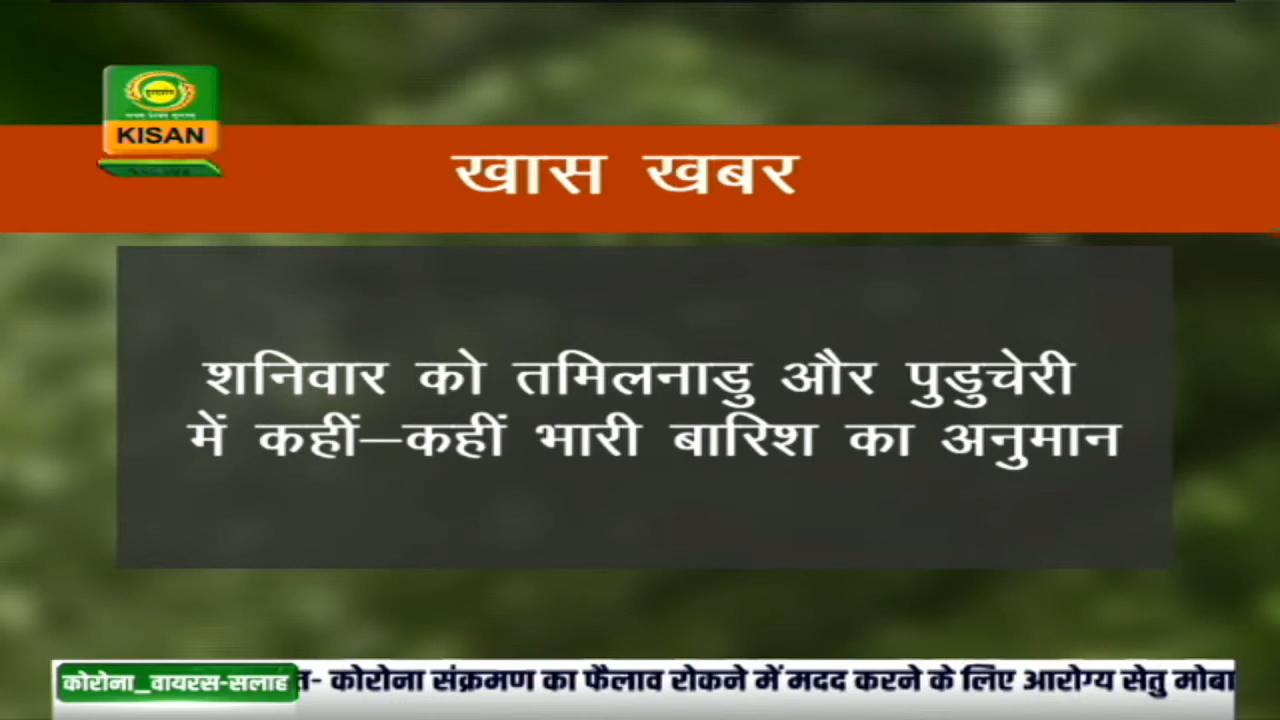 KISAN
खास खबर
शनिवार को तमिलनाडु और पुडुचेरी
में कहीं–कहीं भारी बारिश का अनुमान
कोरोना_वायरस-सलाह
- कोरोना संक्रमण का फैलाव रोकने में मदद करने के लिए आरोग्य सेतु मोबा